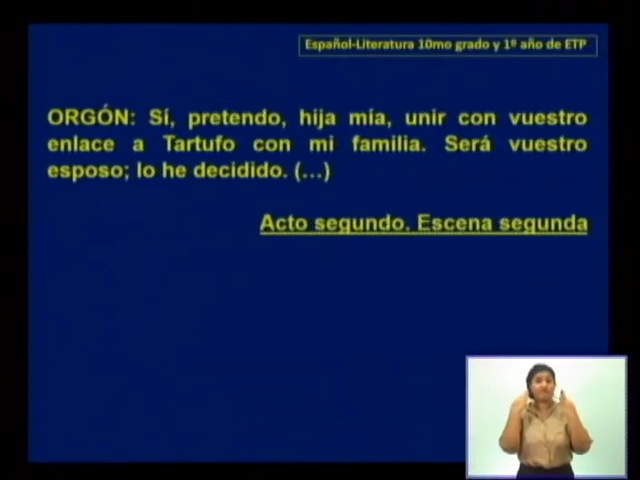 Español-Literatura 10mo grado y 1º año de ETP
ORGÓN: Sí, pretendo, hija mía, unir con vuestro
enlace a Tartufo con mi familia. Será vuestro
esposo; lo he decidido. (...)
Acto segundo. Escena segunda